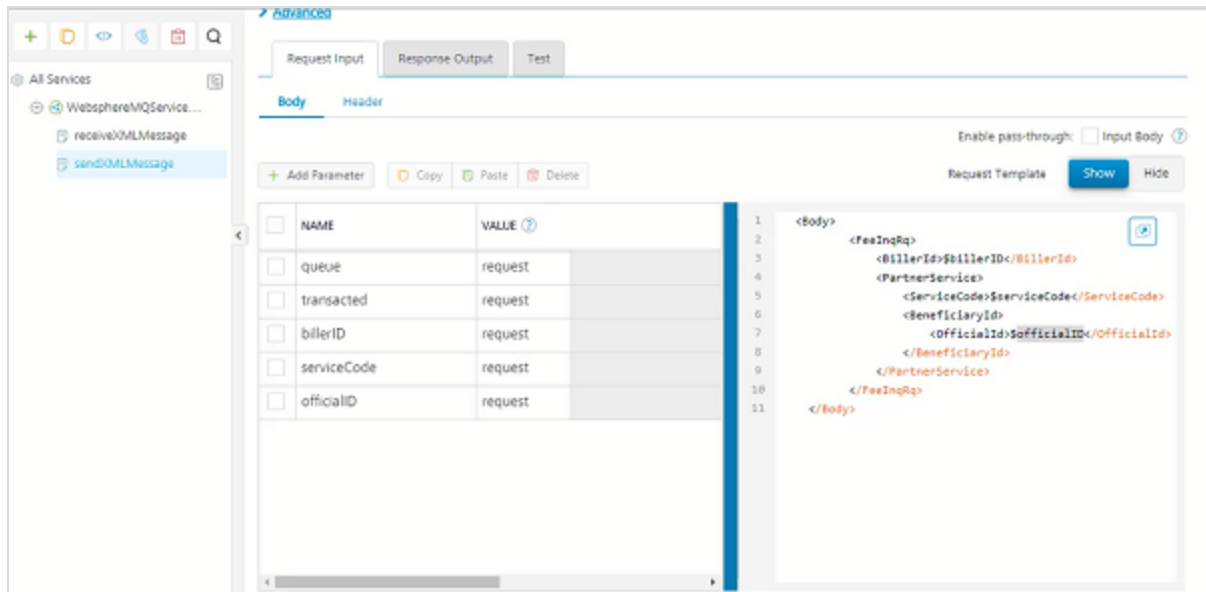 Advanced
All Services
WebsphereMQService...
receiveXMLMessage
sendXMLMessage
Request Input Response Output Test
Body Header
Enable pass-through: Input Body ?
+ Add Parameter Copy Paste Delete
Request Template Show Hide
NAME VALUE ?
queue request
transacted request
billerID request
serviceCode request
officialID request
1 <Body>
2 <FeeInqRq>
3 <BillerId>$billerID</BillerId>
4 <PartnerService>
5 <ServiceCode>$serviceCode</ServiceCode>
6 <BeneficiaryId>
7 <OfficialId>$officialID</OfficialId>
8 </BeneficiaryId>
9 </PartnerService>
10 </FeeInqRq>
11 </Body>